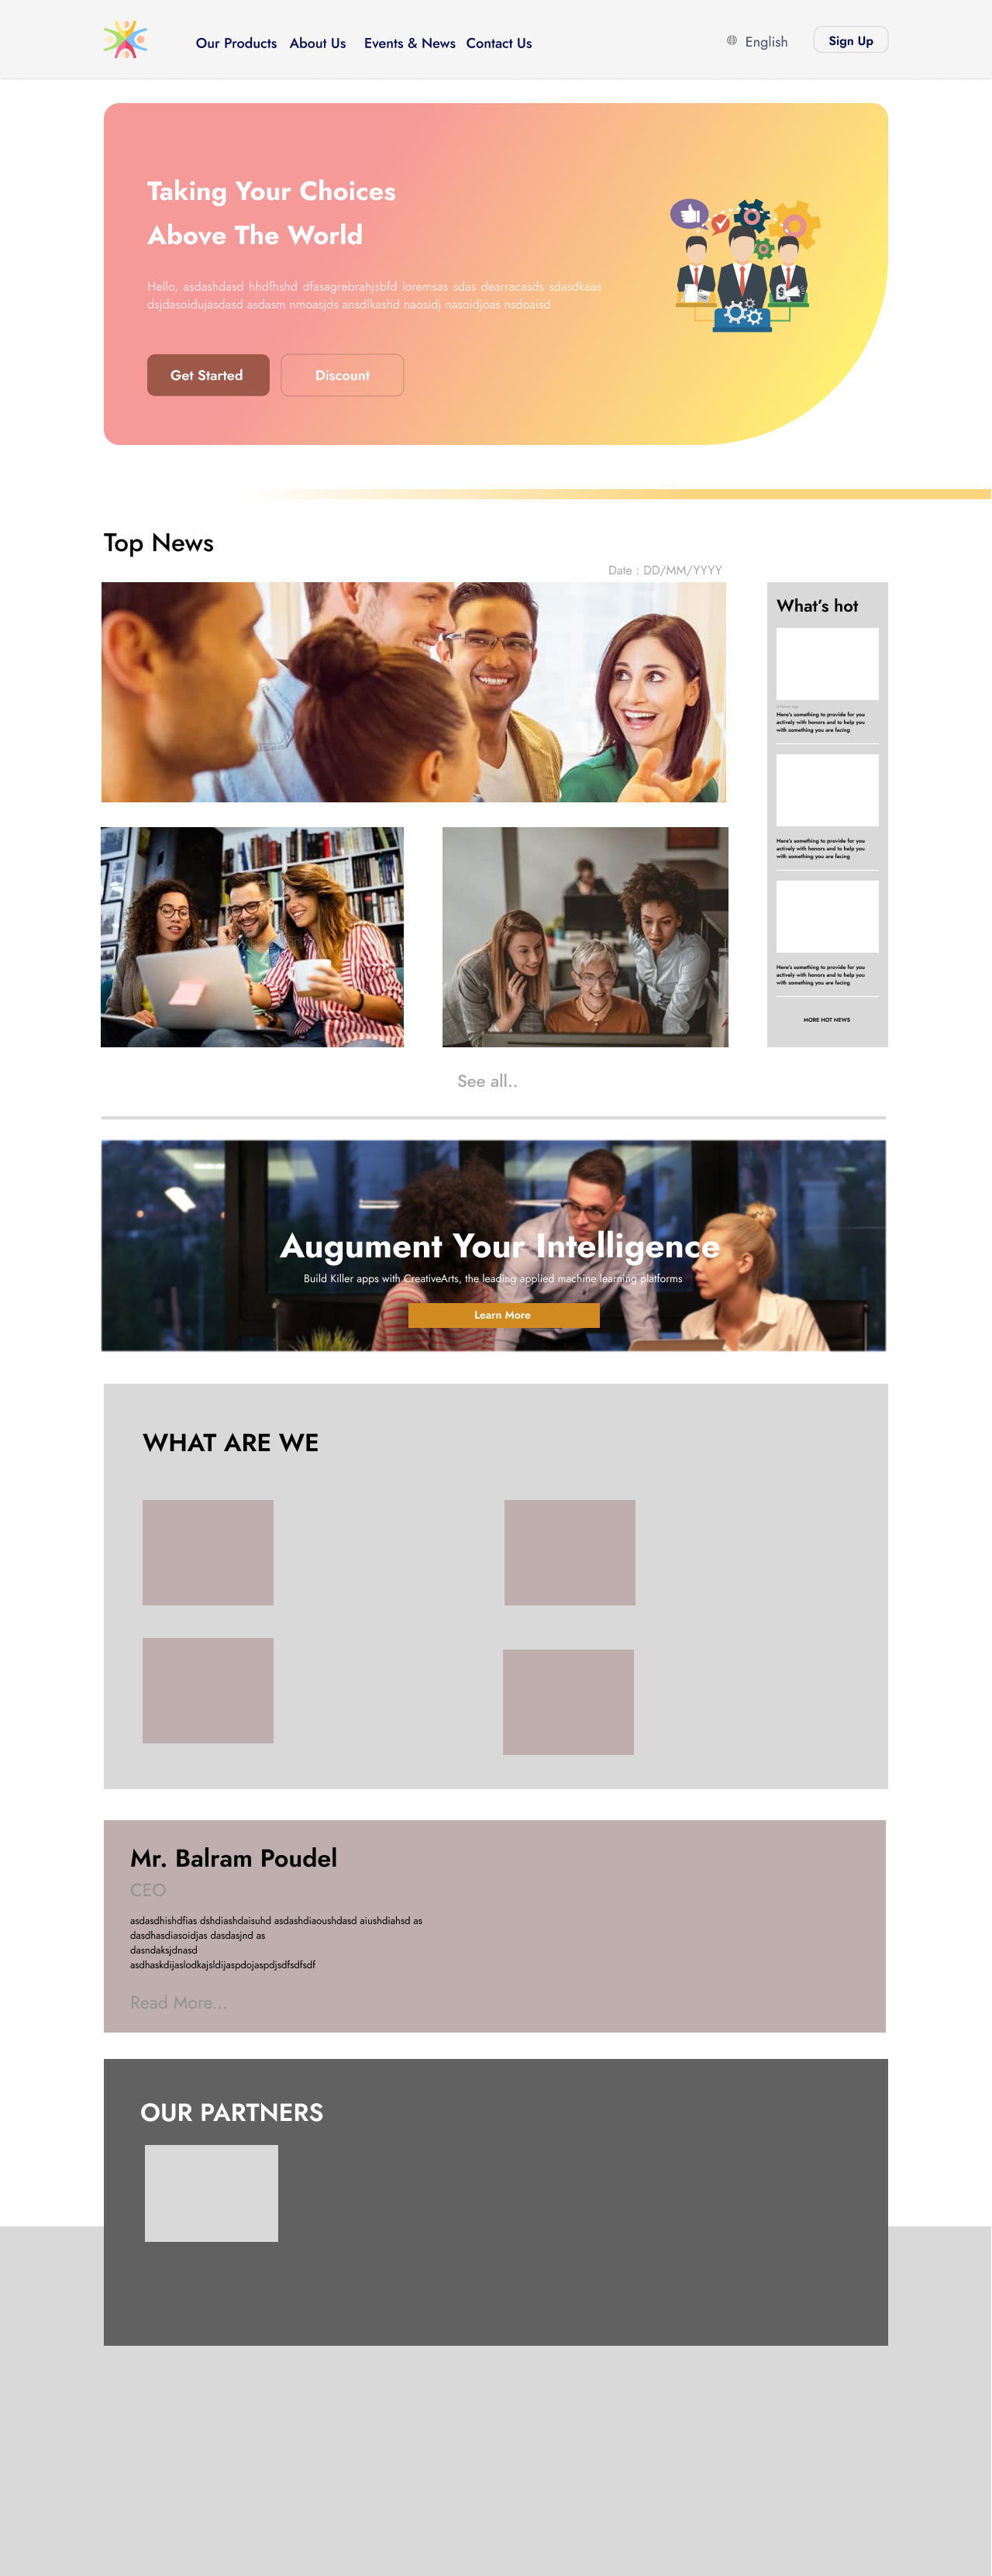 Our Products About Us Events & News Contact Us
English
Sign Up
Taking Your Choices
Above The World
Hello, asdashdasd hhdfhshd dfasagrebrahjsbfd loremsas sdas dearracasds sdasdkaas
dsjdasoidujasdasd asdasm nmoasjds ansdikashd naosidj nasoidjoas nsdoaisd
Get Started
Discount
Top News
Date : DD/MM/YYYY
What's hot
Here's something to provide for you
actively with honors and to help you
with something you are facing
Here's something to provide for you
actively with honors and to help you
with something you are facing
Here's something to provide for you
actively with honors and to help you
with something you are facing
MORE HOT NEWS
See all..
Augument Your Intelligence
Build Killer apps with CreativeArts, the leading applied machine learning platforms
Learn More
WHAT ARE WE
Mr. Balram Poudel
CEO
asdasdhishdfias dshdiashdaisuhd asdashdiaoushdasd aiushdiahsd as
dasdhasdiasoidjas dasdasjnd as
dasndaksjdnasd
asdhaskdijaslodkajsldijaspdojaspdjsdfsdfsdf
Read More...
OUR PARTNERS